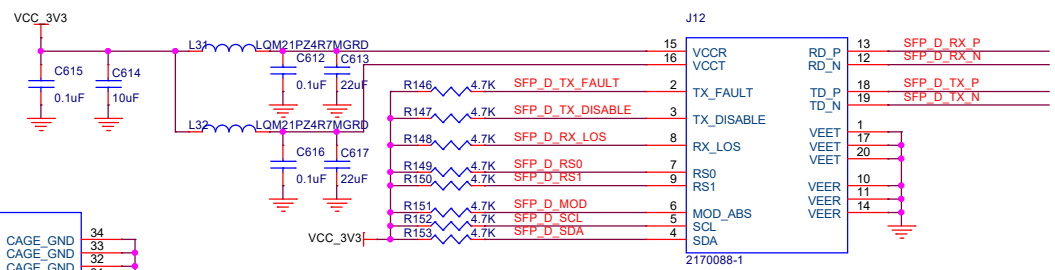 VCC_3V3
J12
L31 LQM21PZ4R7MGRD
15 VCCR RD_P 13 SFP_D_RX_P
16 VCCT RD_N 12 SFP_D_RX_N
C615 C614 C612 C613
0.1uF 10uF 0.1uF 22uF
R146 4.7K SFP_D_TX_FAULT 2 TX_FAULT TD_P 18 SFP_D_TX_P
TD_N 19 SFP_D_TX_N
R147 4.7K SFP_D_TX_DISABLE 3 TX_DISABLE
L32 LQM21PZ4R7MGRD
VEET 1
R148 4.7K SFP_D_RX_LOS 8 RX_LOS VEET 17
VEET 20
C616 C617
0.1uF 22uF
R149 4.7K SFP_D_RS0 7 RS0
R150 4.7K SFP_D_RS1 9 RS1 VEER 10
VEER 11
R151 4.7K SFP_D_MOD 6 MOD_ABS VEER 14
R152 4.7K SFP_D_SCL 5 SCL
VCC_3V3 R153 4.7K SFP_D_SDA 4 SDA
2170088-1
CAGE_GND 34
CAGE_GND 33
CAGE_GND 32